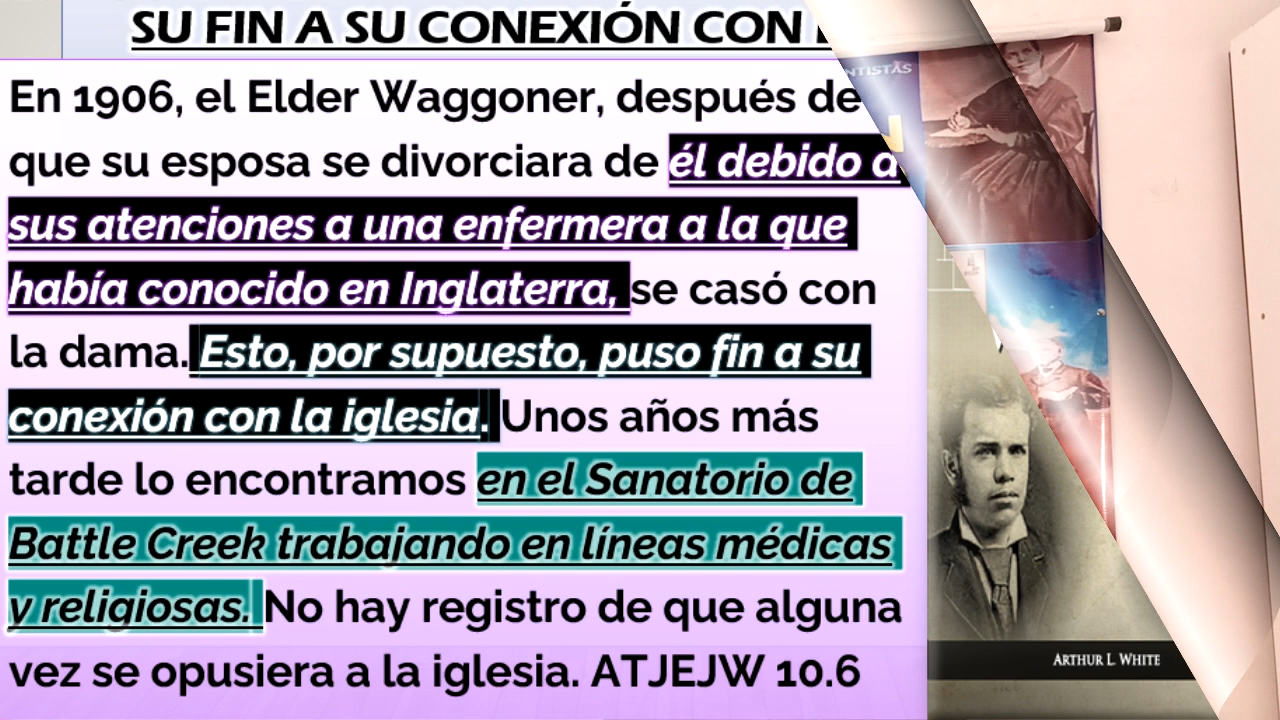 SU FIN A SU CONEXIÓN CON
En 1906, el Elder Waggoner, después de
que su esposa se divorciara de él debido a
sus atenciones a una enfermera a la que
había conocido en Inglaterra, se casó con
la dama. Esto, por supuesto, puso fin a su
conexión con la iglesia. Unos años más
tarde lo encontramos en el Sanatorio de
Battle Creek trabajando en líneas médicas
y religiosas. No hay registro de que alguna
vez se opusiera a la iglesia. ATJEJW 10.6
ARTHUR L. WHITE